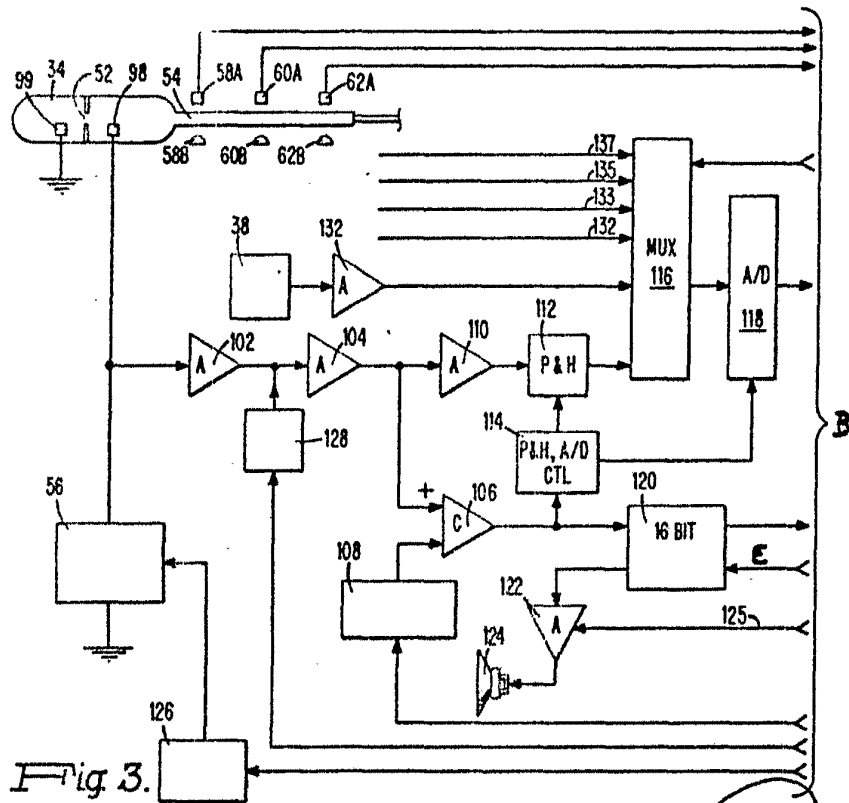 34
52
98
54
58A
60A
62A
99
58B
60B
62B
137
135
133
132
38
132
A
MUX
116
A/D
118
102
A
104
A
110
A
112
P & H
128
114
P&H, A/D
CTL
B
56
+
106
C
120
16 BIT
108
E
122
A
125
124
126
Fig. 3.